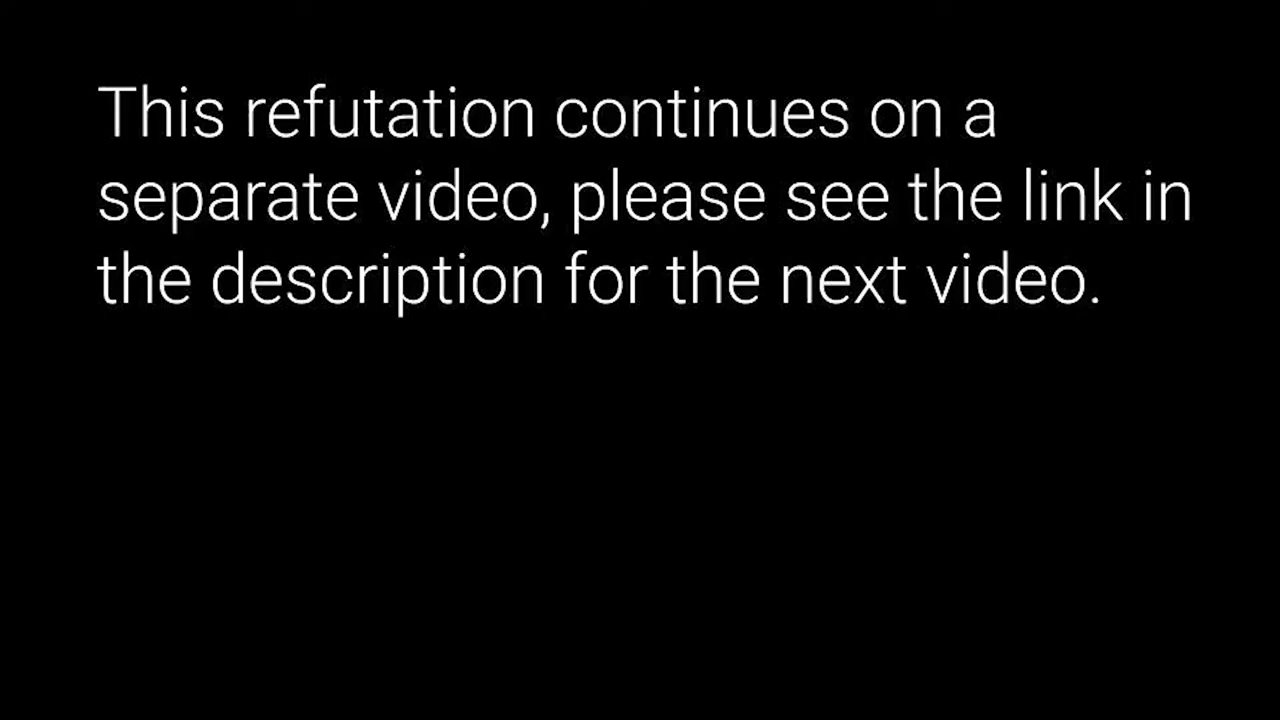 This refutation continues on a
separate video, please see the link in
the description for the next video.